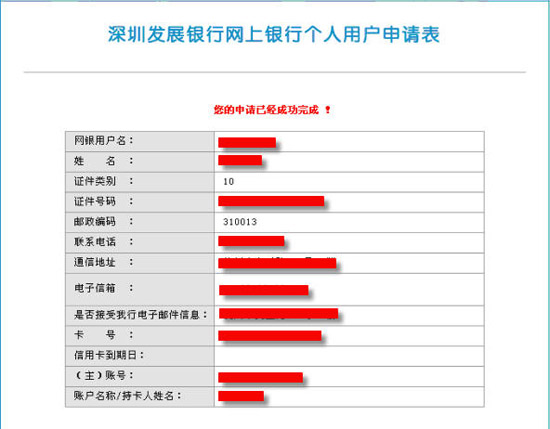 深圳发展银行网上银行个人用户申请表
您的申请已经成功完成 !
网银用户名:
姓 名 :
证件类别 : 10
证件号码 :
邮政编码 : 310013
联系电话 :
通信地址 :
电子信箱 :
是否接受我行电子邮件信息:
卡 号 :
信用卡到期日:
(主)账号 :
账户名称/持卡人姓名: